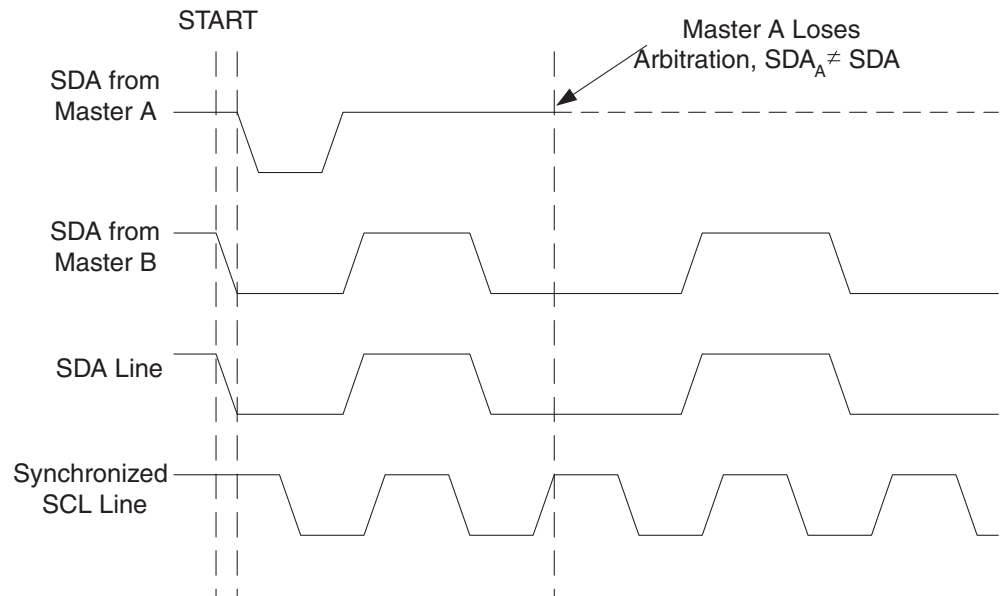 START
Master A Loses
Arbitration, SDA_A ≠ SDA
SDA from
Master A
SDA from
Master B
SDA Line
Synchronized
SCL Line